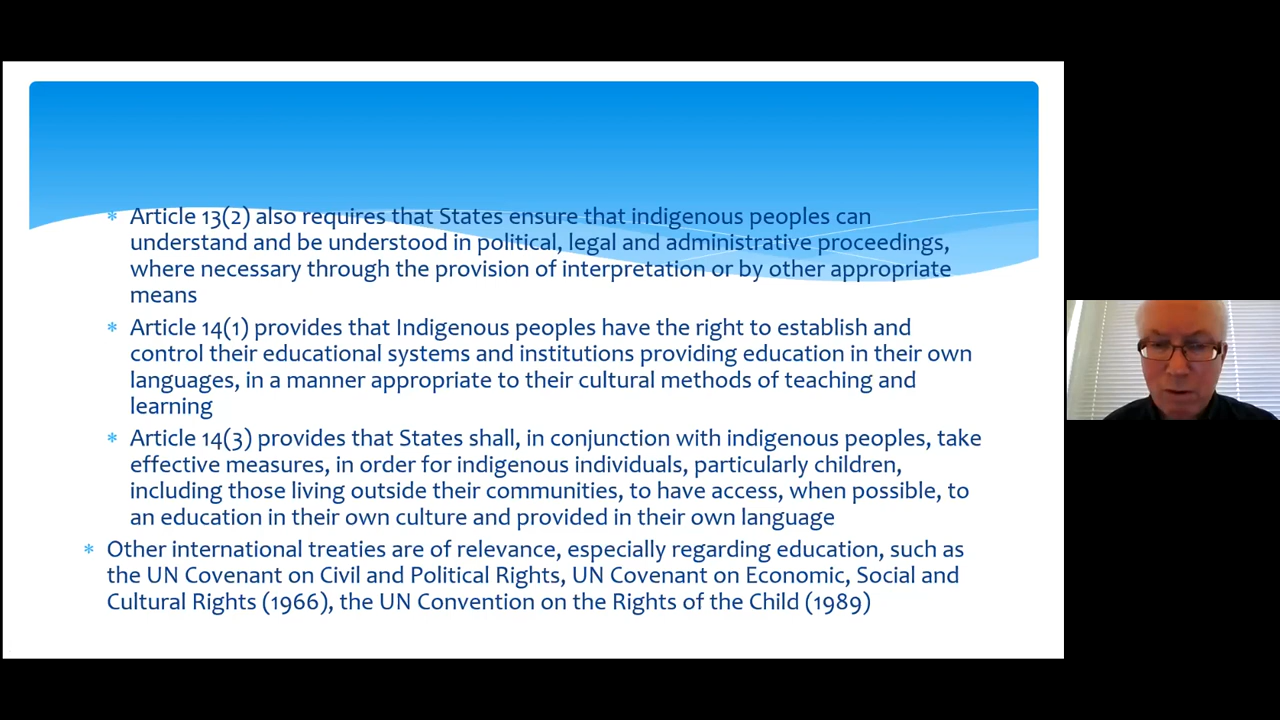 * Article 13(2) also requires that States ensure that indigenous peoples can
understand and be understood in political, legal and administrative proceedings,
where necessary through the provision of interpretation or by other appropriate
means
* Article 14(1) provides that Indigenous peoples have the right to establish and
control their educational systems and institutions providing education in their own
languages, in a manner appropriate to their cultural methods of teaching and
learning
* Article 14(3) provides that States shall, in conjunction with indigenous peoples, take
effective measures, in order for indigenous individuals, particularly children,
including those living outside their communities, to have access, when possible, to
an education in their own culture and provided in their own language
* Other international treaties are of relevance, especially regarding education, such as
the UN Covenant on Civil and Political Rights, UN Covenant on Economic, Social and
Cultural Rights (1966), the UN Convention on the Rights of the Child (1989)